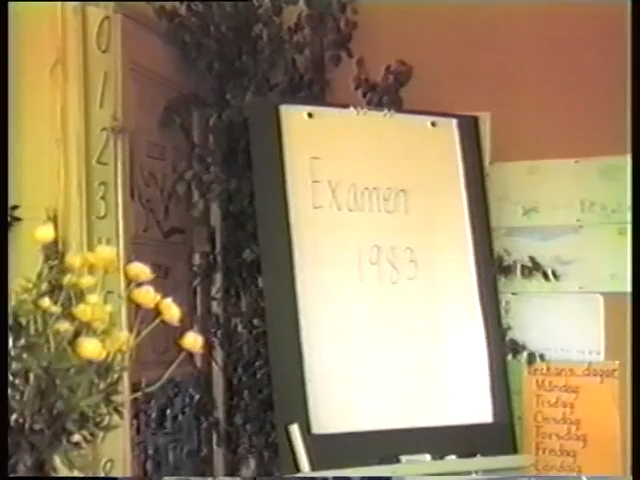 0
1
2
3
Examen
1983
Veckans dagar
Måndag
Tisdag
Onsdag
Torsdag
Fredag
Lördag